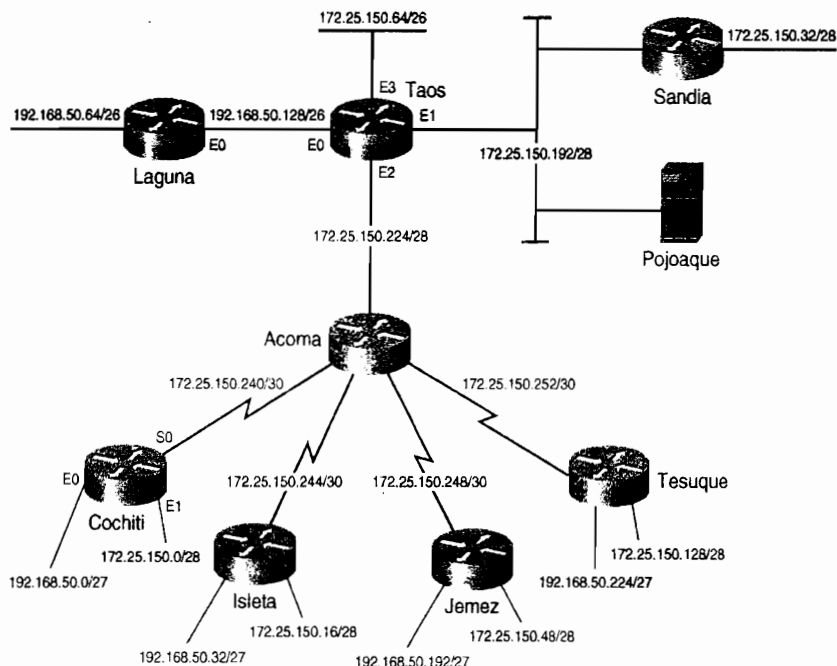 172.25.150.64/26
172.25.150.32/28
E3 Taos
Sandia
192.168.50.64/26
192.168.50.128/26
E1
E0
E0
172.25.150.192/28
Laguna
E2
172.25.150.224/28
Pojoaque
Acoma
172.25.150.240/30
172.25.150.252/30
S0
E0
172.25.150.244/30
172.25.150.248/30
Tesuque
E1
Cochiti
172.25.150.0/28
172.25.150.128/28
192.168.50.0/27
192.168.50.224/27
Isleta
Jemez
172.25.150.16/28
172.25.150.48/28
192.168.50.32/27
192.168.50.192/27